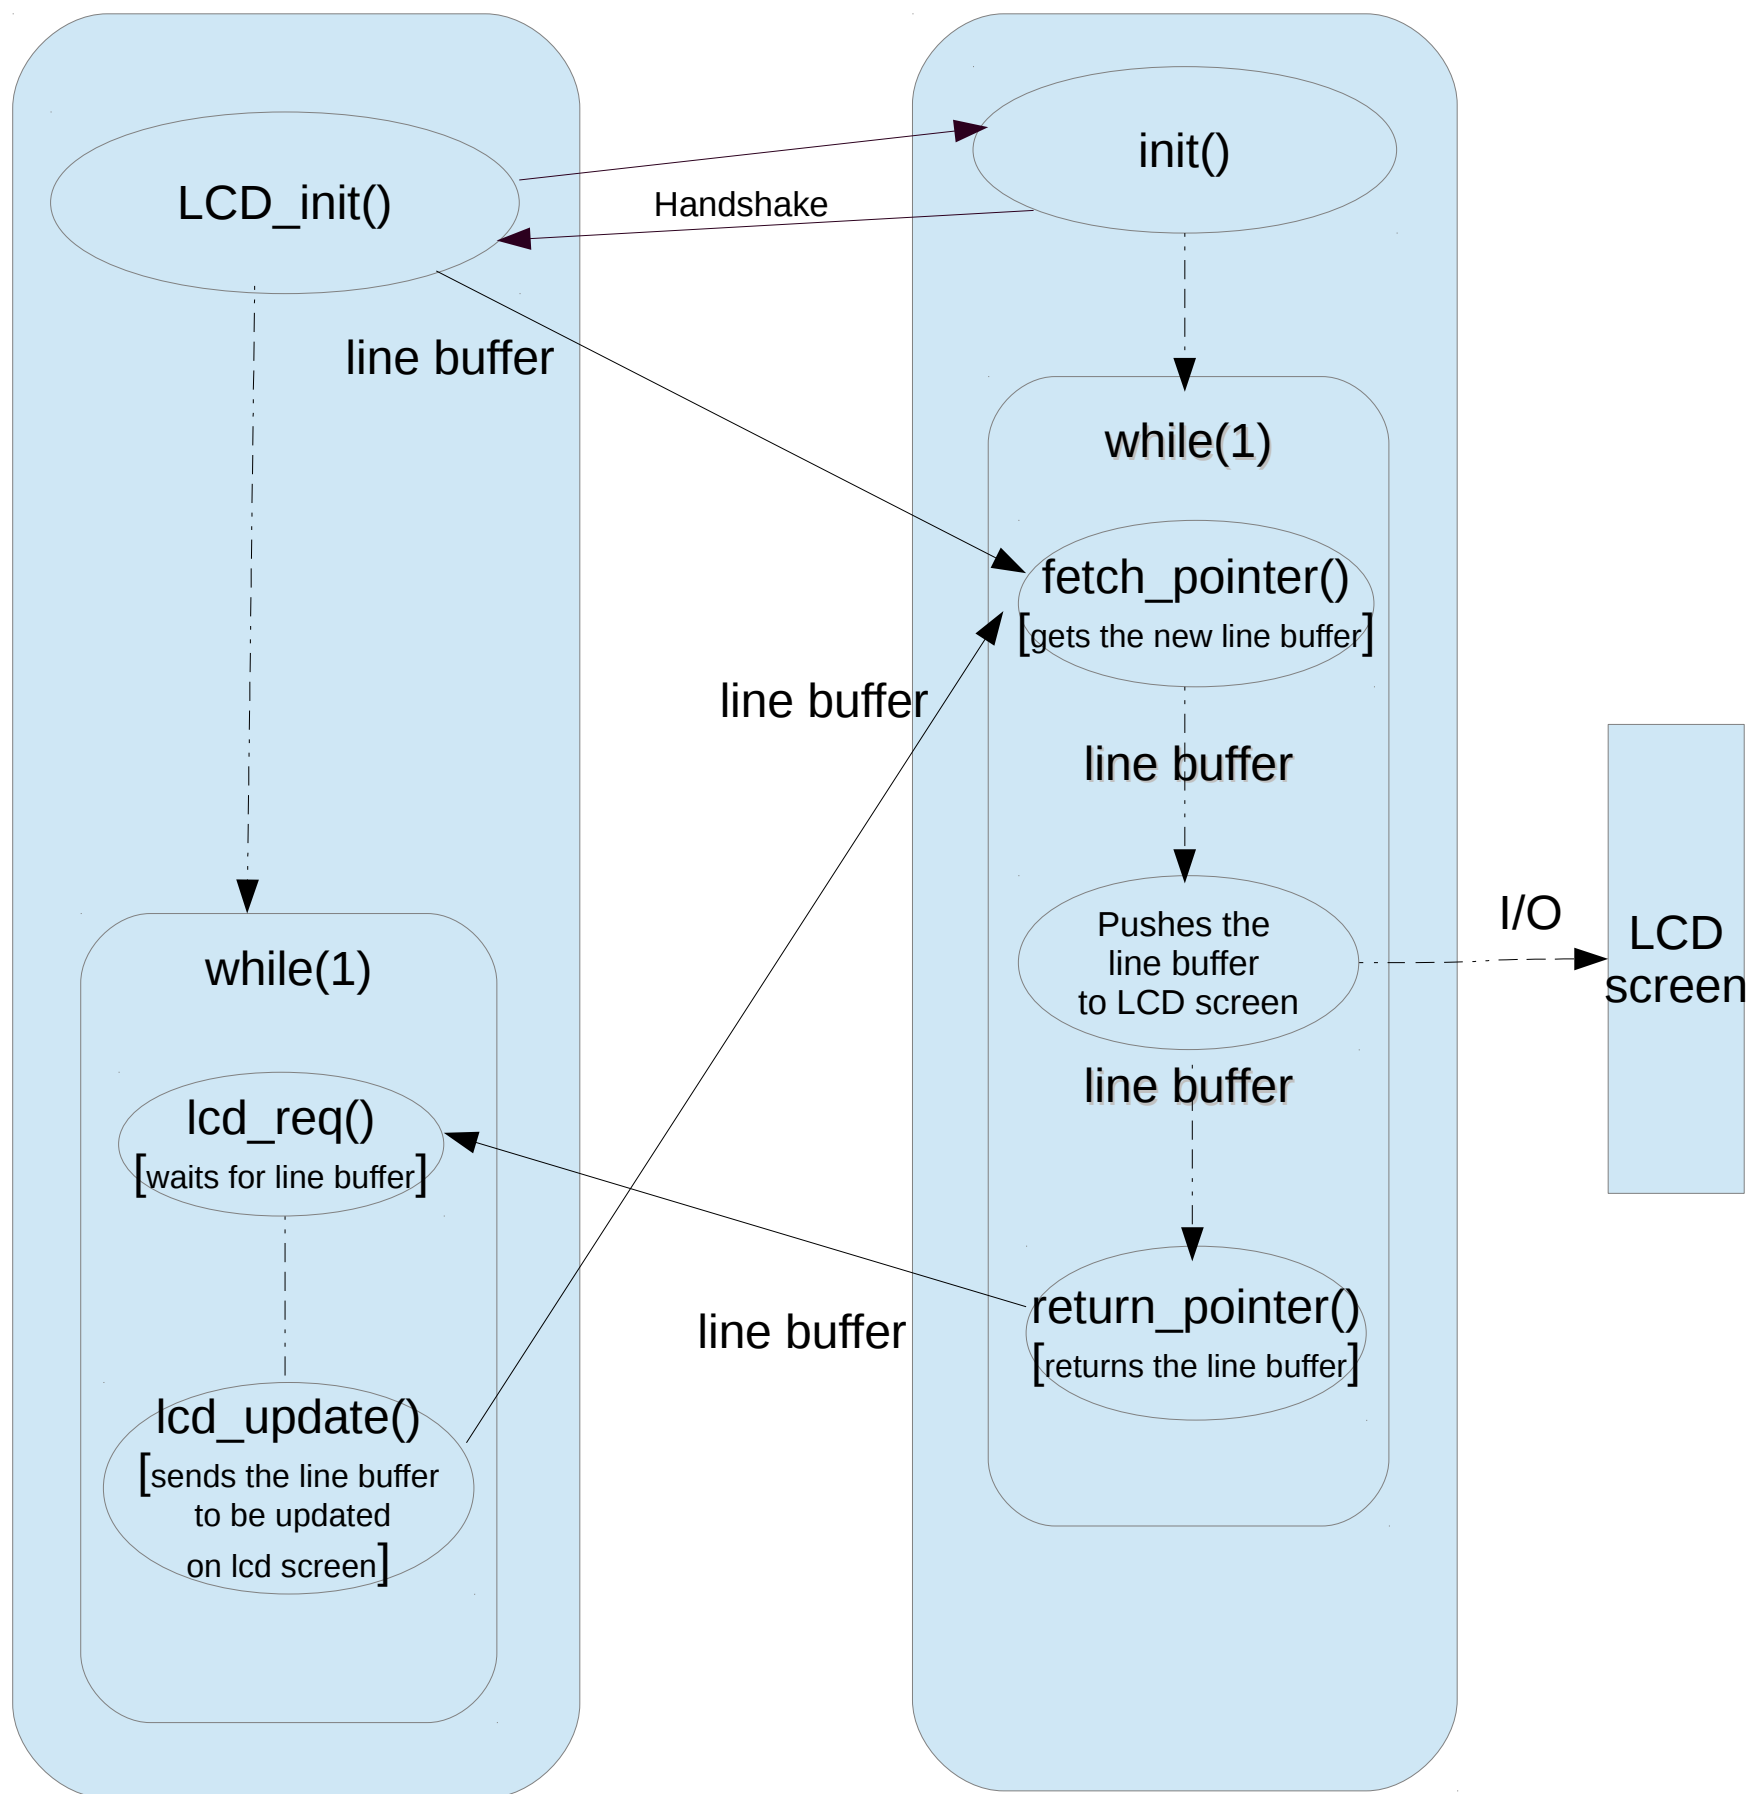 LCD_init()
Handshake
init()
line buffer
while(1)
fetch_pointer()
[gets the new line buffer]
line buffer
line buffer
Pushes the
line buffer
to LCD screen
I/O
LCD
screen
line buffer
while(1)
lcd_req()
[waits for line buffer]
line buffer
return_pointer()
[returns the line buffer]
lcd_update()
[sends the line buffer
to be updated
on lcd screen]